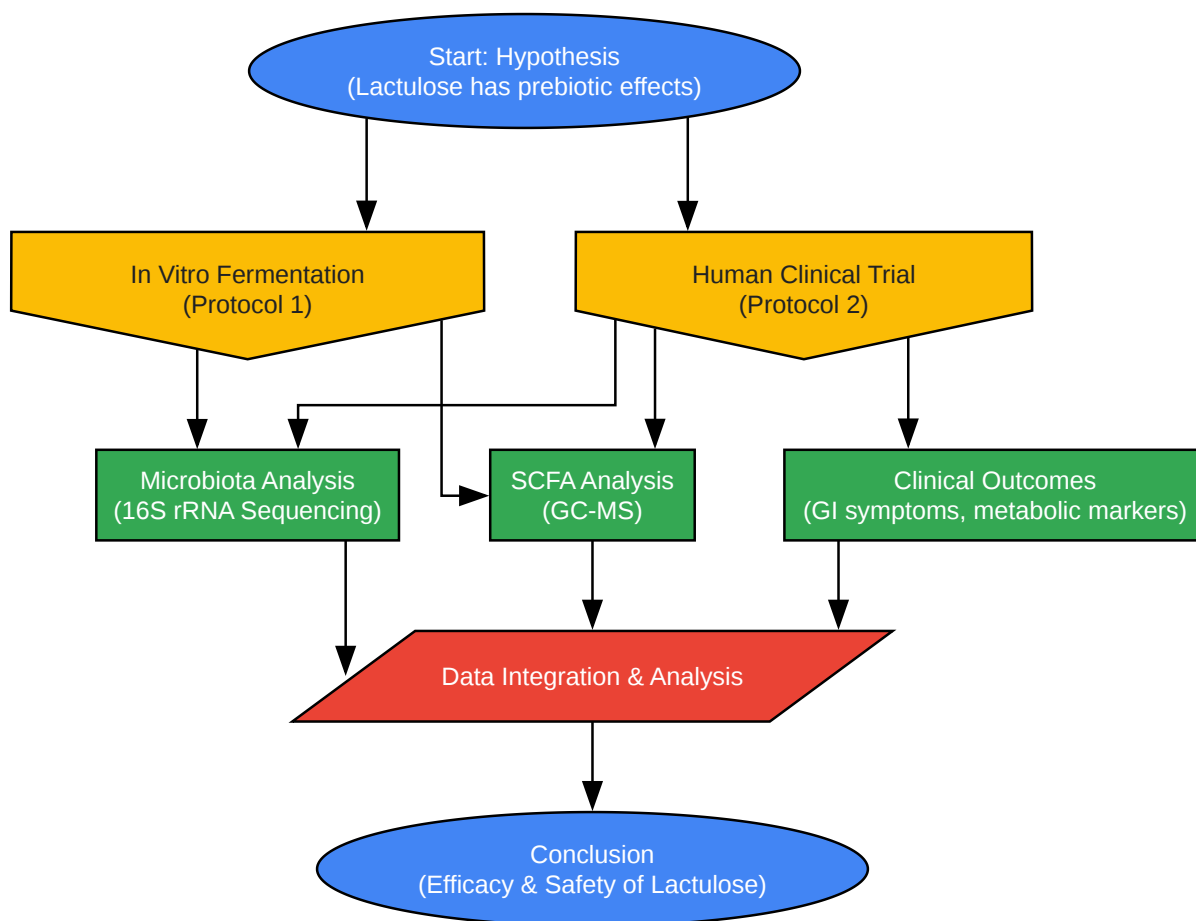 Start: Hypothesis
(Lactulose has prebiotic effects)
In Vitro Fermentation
(Protocol 1)
Human Clinical Trial
(Protocol 2)
Microbiota Analysis
(16S rRNA Sequencing)
SCFA Analysis
(GC-MS)
Clinical Outcomes
(GI symptoms, metabolic markers)
Data Integration & Analysis
Conclusion
(Efficacy & Safety of Lactulose)